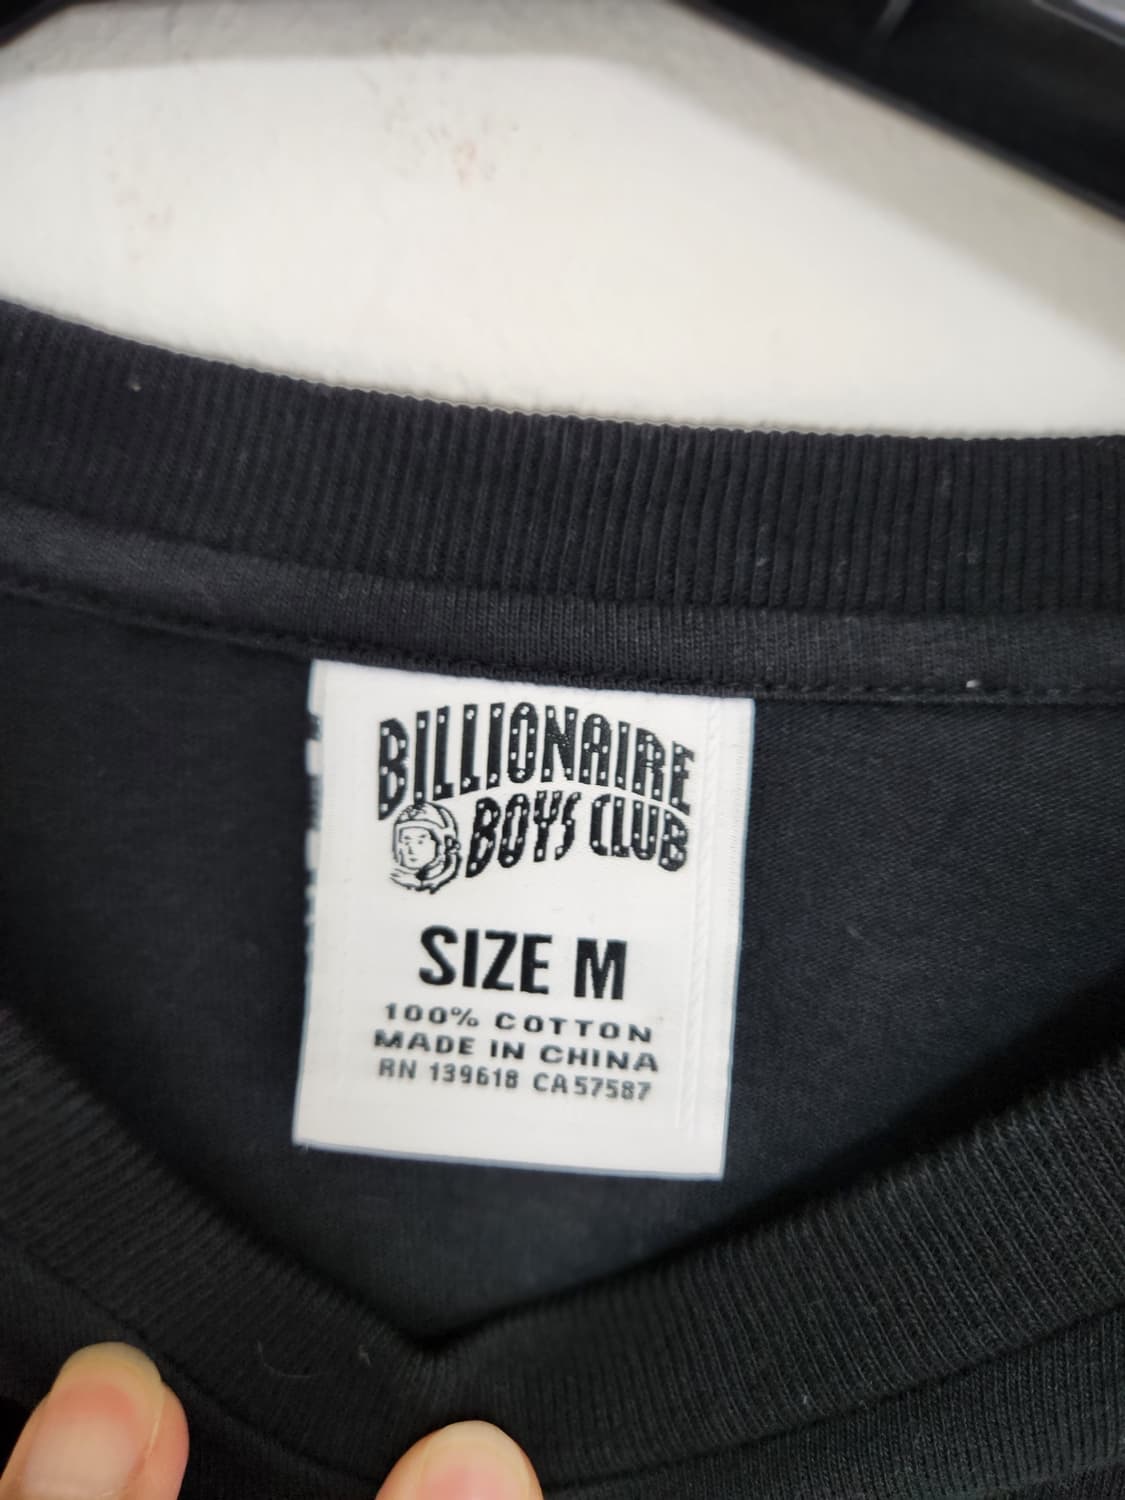 BILLIONAIRE
BOYS CLUB
SIZE M
100% COTTON
MADE IN CHINA
RN 139618 CA57587